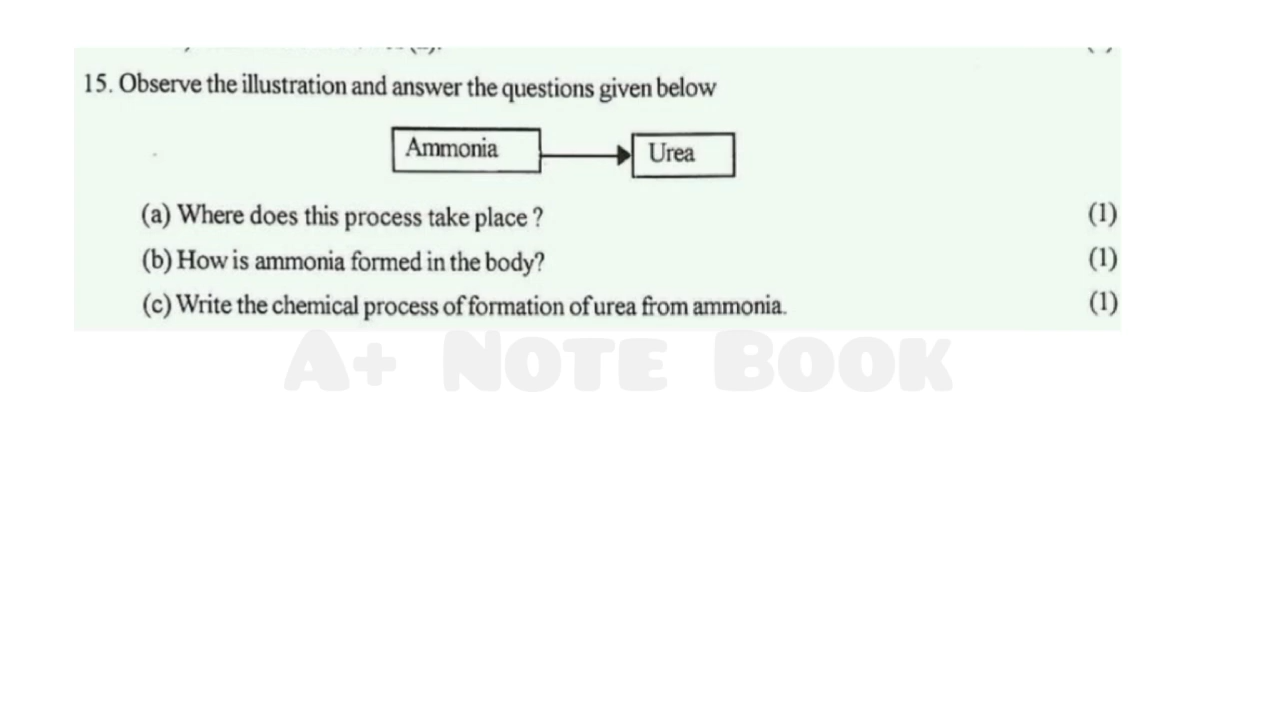 15. Observe the illustration and answer the questions given below
Ammonia
Urea
(a) Where does this process take place ?
(1)
(b) How is ammonia formed in the body?
(1)
(c) Write the chemical process of formation of urea from ammonia.
(1)
A+ NOTE BOOK